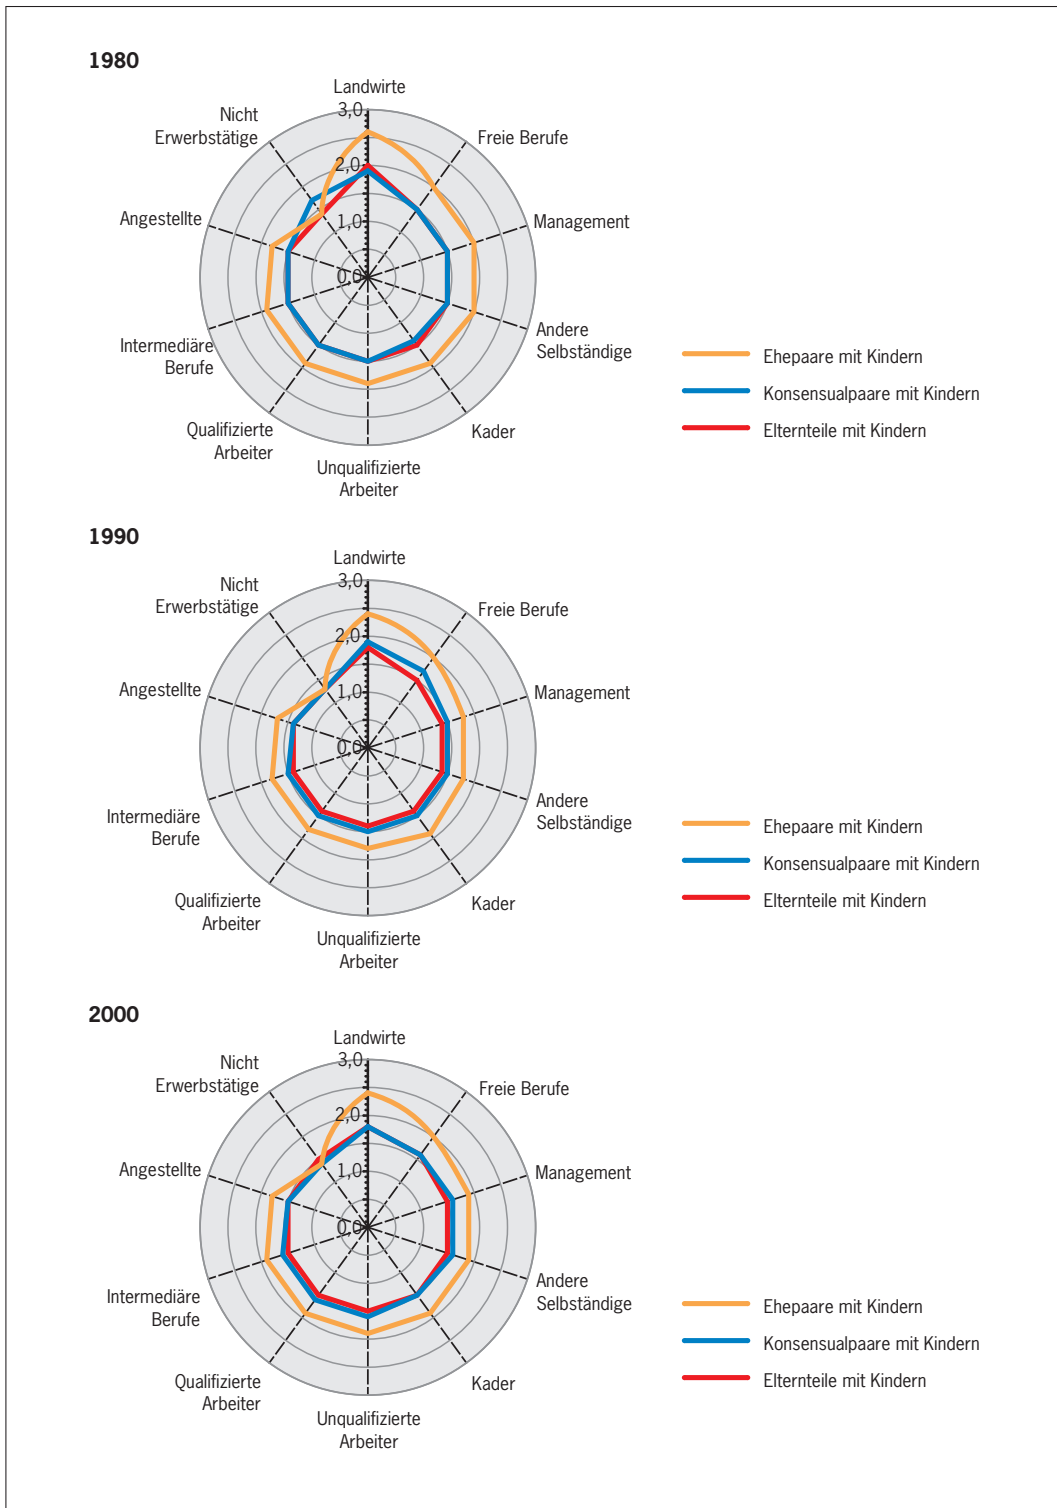 1980
Landwirte
3,0
Nicht
Erwerbstätige
Freie Berufe
2,0
Angestellte
Management
1,0
0,0
Intermediäre
Berufe
Andere
Selbständige
Qualifizierte
Arbeiter
Kader
Unqualifizierte
Arbeiter
Ehepaare mit Kindern
Konsensualpaare mit Kindern
Elternteile mit Kindern
1990
Landwirte
3,0
Nicht
Erwerbstätige
Freie Berufe
2,0
Angestellte
Management
1,0
0,0
Intermediäre
Berufe
Andere
Selbständige
Qualifizierte
Arbeiter
Kader
Unqualifizierte
Arbeiter
Ehepaare mit Kindern
Konsensualpaare mit Kindern
Elternteile mit Kindern
2000
Landwirte
3,0
Nicht
Erwerbstätige
Freie Berufe
2,0
Angestellte
Management
1,0
0,0
Intermediäre
Berufe
Andere
Selbständige
Qualifizierte
Arbeiter
Kader
Unqualifizierte
Arbeiter
Ehepaare mit Kindern
Konsensualpaare mit Kindern
Elternteile mit Kindern